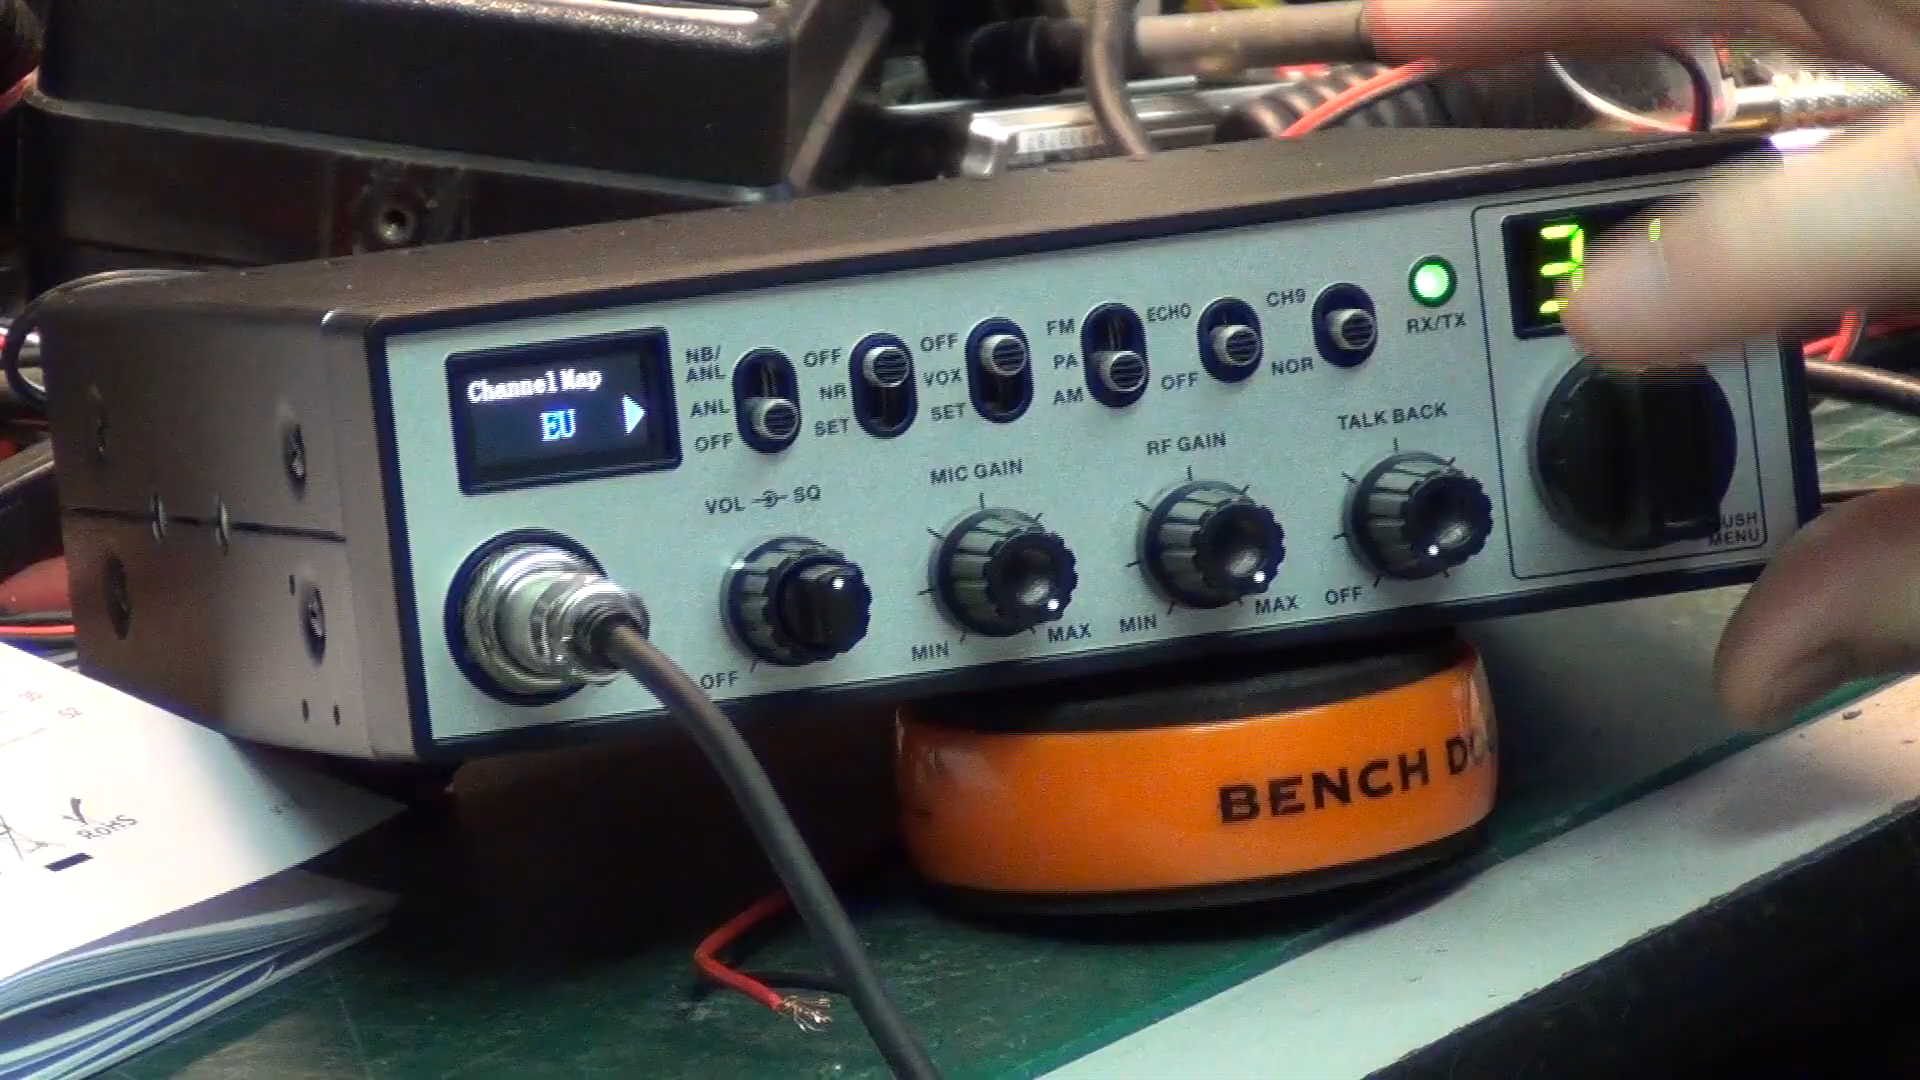 Channel Map
EU
NB/
ANL
ANL
OFF
OFF
NR
SET
OFF
VOX
SET
FM
PA
AM
ECHO
OFF
CH9
NOR
RX/TX
VOL SQ
OFF
MIC GAIN
MIN MAX
RF GAIN
MIN MAX
TALK BACK
OFF
PUSH
MENU
BENCH
RoHS